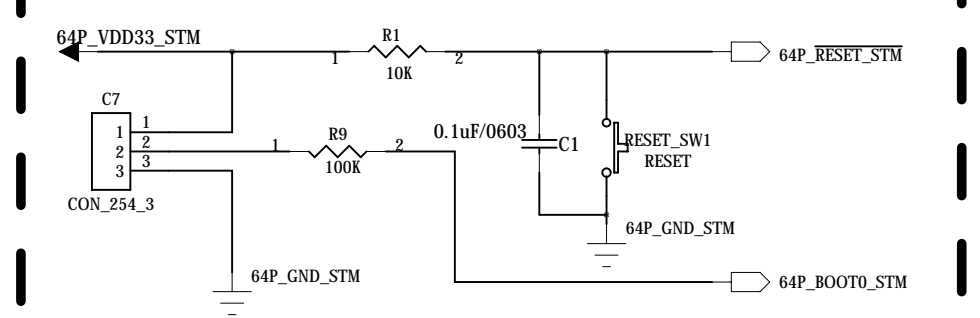 64P_VDD33_STM
R1
1
2
10K
64P_RESET_STM
C7
1
1
2
2
3
3
CON_254_3
R9
1
2
100K
0.1uF/0603
C1
RESET_SW1
RESET
64P_GND_STM
64P_GND_STM
64P_BOOT0_STM